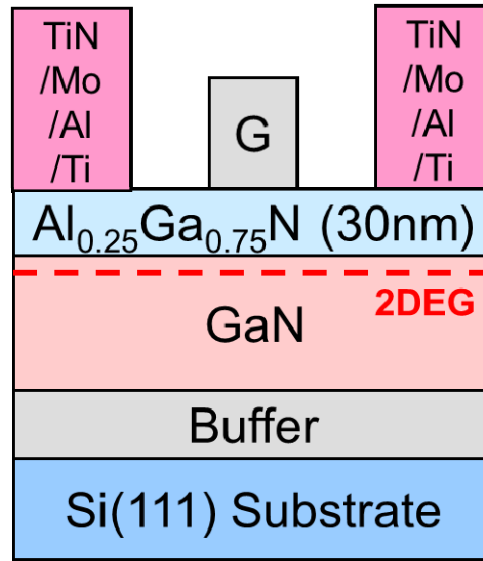 TiN
/Mo
/Al
/Ti
G
TiN
/Mo
/Al
/Ti
Al₀.₂₅Ga₀.₇₅N (30nm)
2DEG
GaN
Buffer
Si(111) Substrate